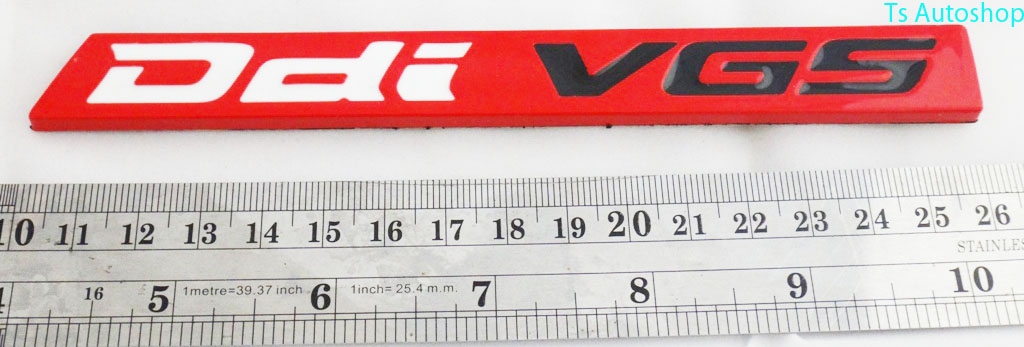 Ts Autoshop
Ddi VGS
10 11 12 13 14 15 16 17 18 19 20 21 22 23 24 25 26
16 5 1metre=39.37 inch 6 1inch= 25.4 m.m. 7 8 9 10